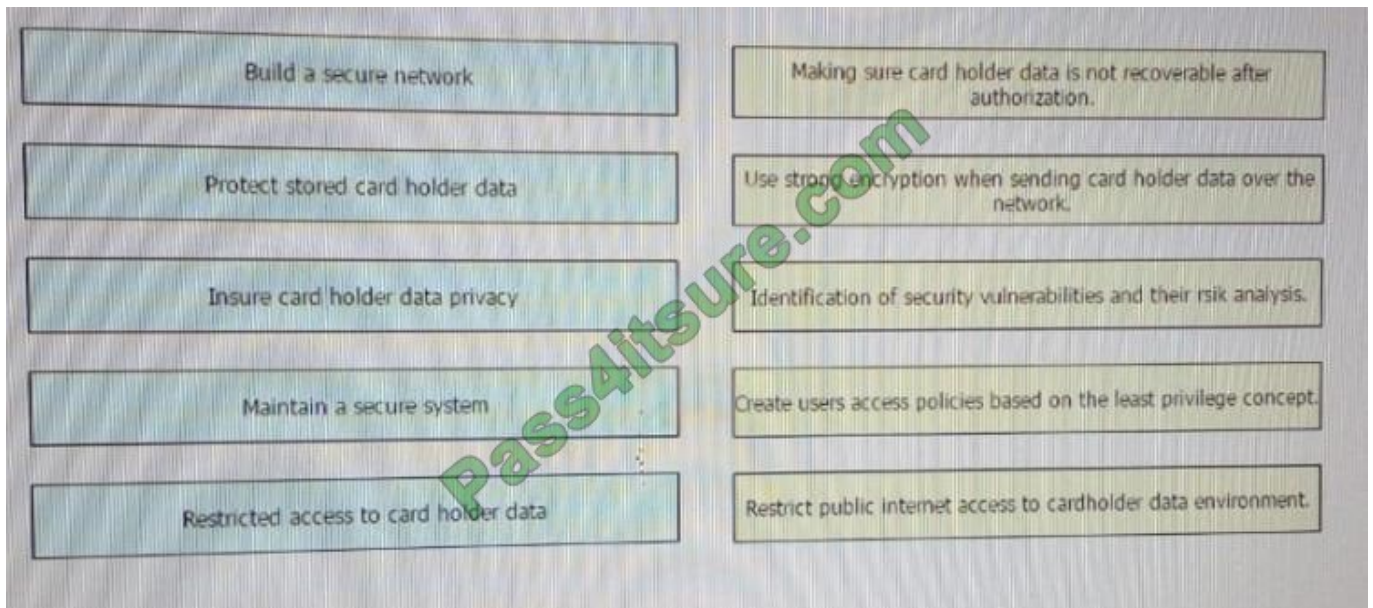 Build a secure network
Protect stored card holder data
Insure card holder data privacy
Maintain a secure system
Restricted access to card holder data
Making sure card holder data is not recoverable after
authorization.
Use strong encryption when sending card holder data over the
network.
Identification of security vulnerabilities and their rsik analysis.
Create users access policies based on the least privilege concept.
Restrict public internet access to cardholder data environment.
Pass4itsure.com